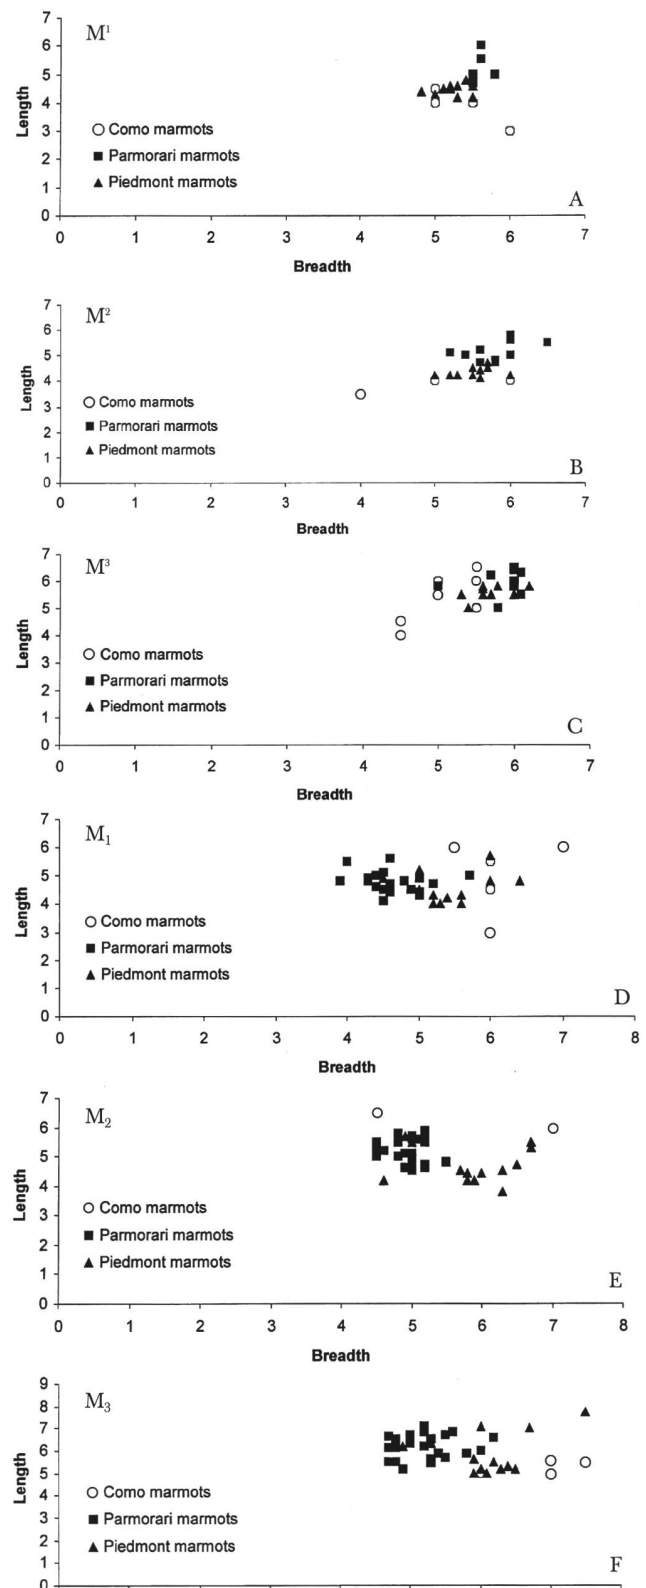 M¹
7
6
5
4
3
2
1
0
Length
Como marmots
Parmorari marmots
Piedmont marmots
A
0 1 2 3 4 5 6 7
Breadth
M²
7
6
5
4
3
2
1
0
Length
Como marmots
Parmorari marmots
Piedmont marmots
B
0 1 2 3 4 5 6 7
Breadth
M³
7
6
5
4
3
2
1
0
Length
Como marmots
Parmorari marmots
Piedmont marmots
C
0 1 2 3 4 5 6 7
Breadth
M₁
7
6
5
4
3
2
1
0
Length
Como marmots
Parmorari marmots
Piedmont marmots
D
0 1 2 3 4 5 6 7 8
Breadth
M₂
7
6
5
4
3
2
1
0
Length
Como marmots
Parmorari marmots
Piedmont marmots
E
0 1 2 3 4 5 6 7 8
Breadth
M₃
9
8
7
6
5
4
3
2
1
0
Length
Como marmots
Parmorari marmots
Piedmont marmots
F